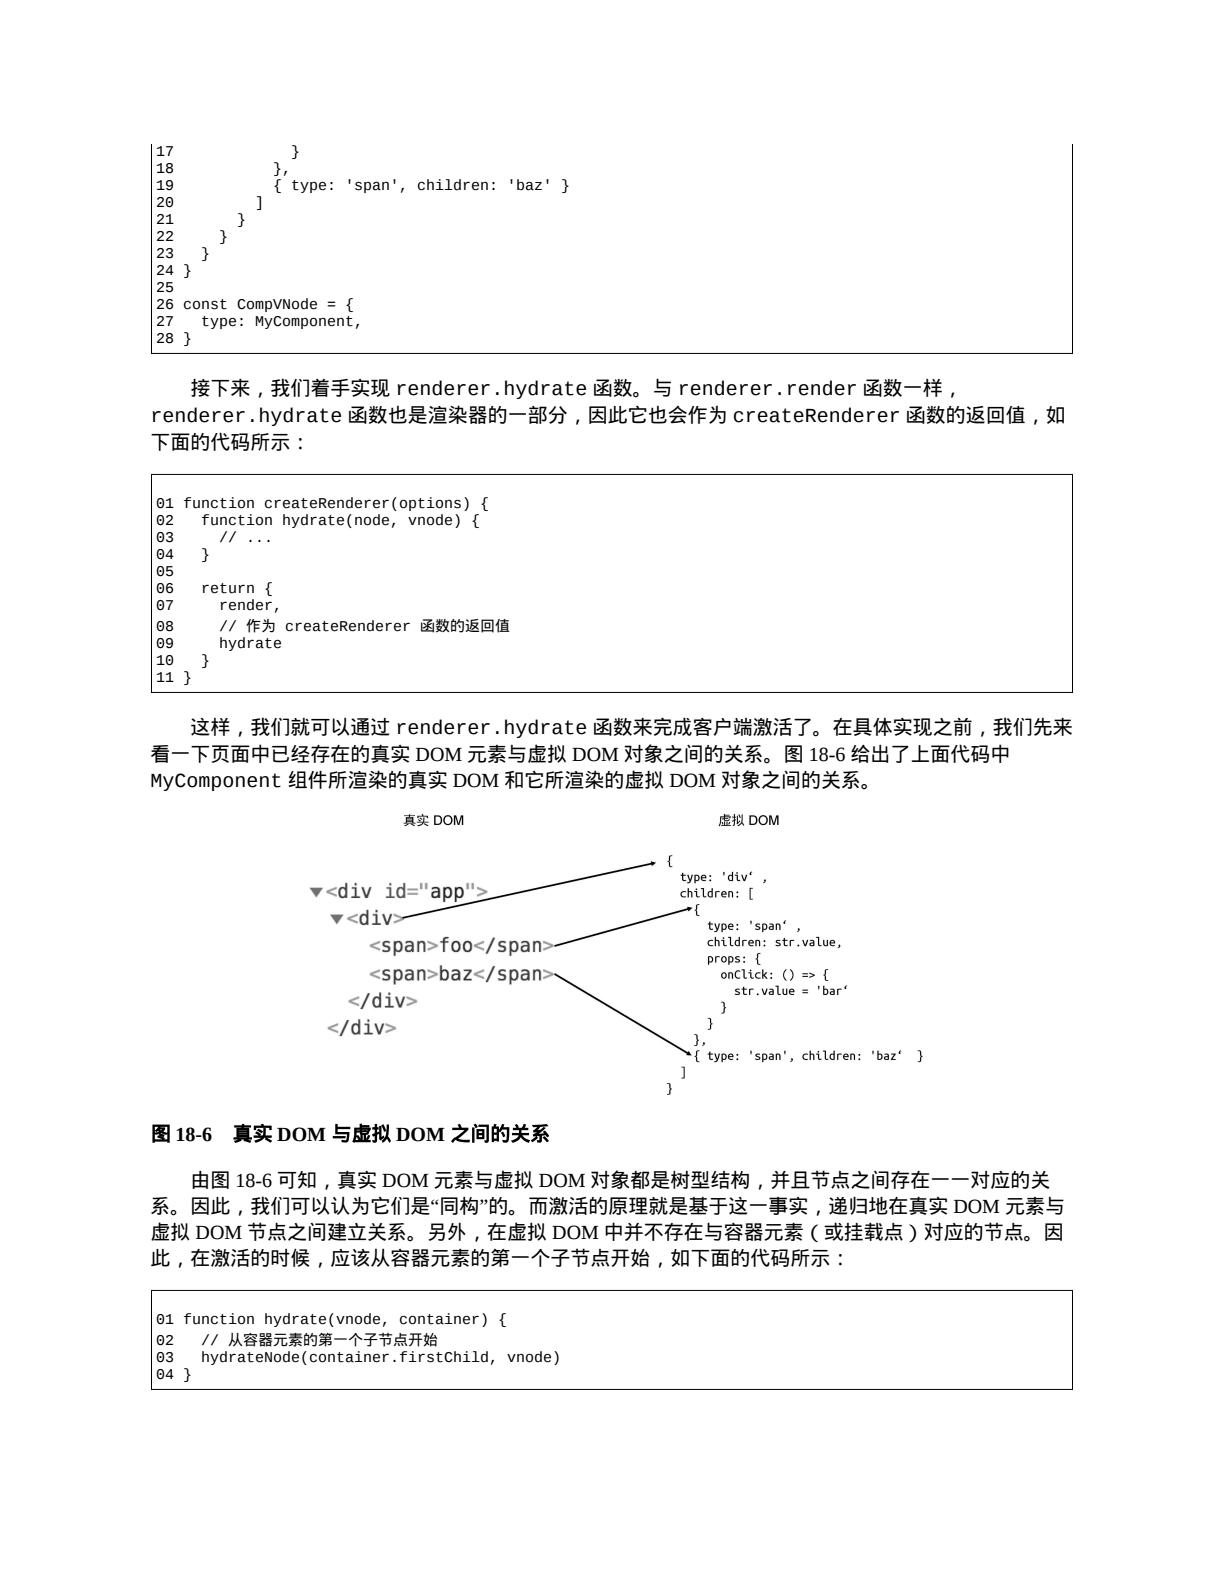 17             }
18           },
19           { type: 'span', children: 'baz' }
20         ]
21       }
22     }
23   }
24 }
25
26 const CompVNode = {
27   type: MyComponent,
28 }
接下来，我们着手实现 renderer.hydrate 函数。与 renderer.render 函数一样，
renderer.hydrate 函数也是渲染器的一部分，因此它也会作为 createRenderer 函数的返回值，如
下面的代码所示：
01 function createRenderer(options) {
02   function hydrate(node, vnode) {
03     // ...
04   }
05
06   return {
07     render,
08     // 作为 createRenderer 函数的返回值
09     hydrate
10   }
11 }
这样，我们就可以通过 renderer.hydrate 函数来完成客户端激活了。在具体实现之前，我们先来
看一下页面中已经存在的真实 DOM 元素与虚拟 DOM 对象之间的关系。图 18-6 给出了上面代码中
MyComponent 组件所渲染的真实 DOM 和它所渲染的虚拟 DOM 对象之间的关系。
真实 DOM
▼<div id="app">
▼<div>
<span>foo</span>
<span>baz</span>
</div>
</div>
虚拟 DOM
{
  type: 'div‘ ,
  children: [
    {
      type: 'span‘ ,
      children: str.value,
      props: {
        onClick: () => {
          str.value = 'bar‘
        }
      }
    },
    { type: 'span', children: 'baz‘  }
  ]
}
图 18-6　真实 DOM 与虚拟 DOM 之间的关系
由图 18-6 可知，真实 DOM 元素与虚拟 DOM 对象都是树型结构，并且节点之间存在一一对应的关
系。因此，我们可以认为它们是“同构”的。而激活的原理就是基于这一事实，递归地在真实 DOM 元素与
虚拟 DOM 节点之间建立关系。另外，在虚拟 DOM 中并不存在与容器元素（或挂载点）对应的节点。因
此，在激活的时候，应该从容器元素的第一个子节点开始，如下面的代码所示：
01 function hydrate(vnode, container) {
02   // 从容器元素的第一个子节点开始
03   hydrateNode(container.firstChild, vnode)
04 }